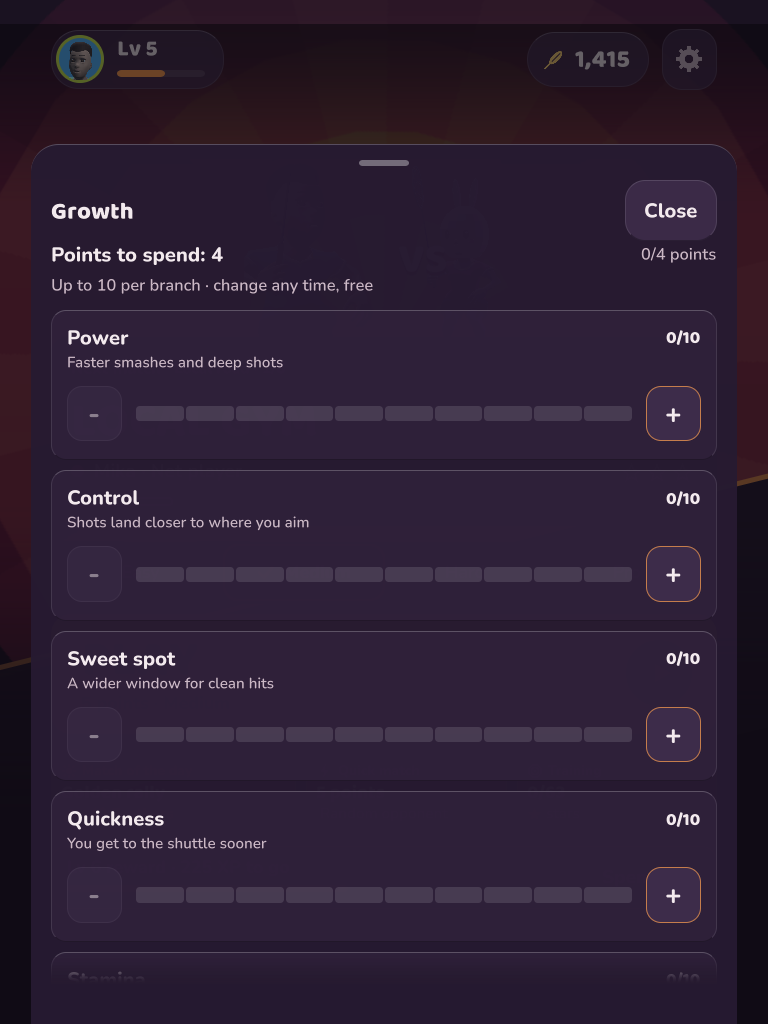 Lv 5
1,415
Growth
Close
Points to spend: 4
0/4 points
Up to 10 per branch · change any time, free
Power
0/10
Faster smashes and deep shots
-
+
Control
0/10
Shots land closer to where you aim
-
+
Sweet spot
0/10
A wider window for clean hits
-
+
Quickness
0/10
You get to the shuttle sooner
-
+
Stamina
0/10